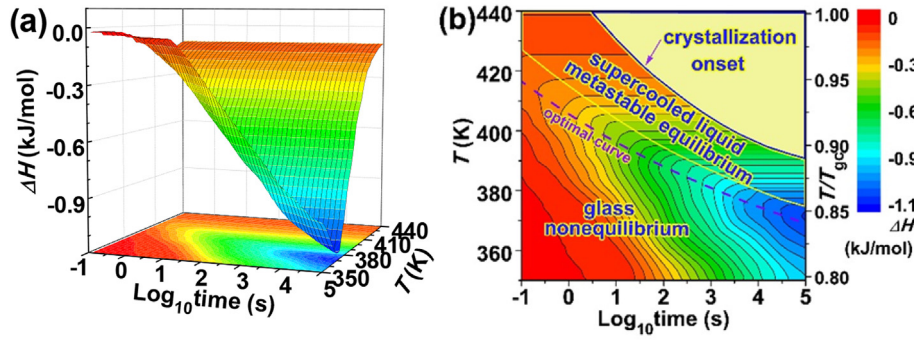 (a)
0.0
-0.3
-0.6
-0.9
ΔH (kJ/mol)
-1
0
1
2
3
4
5
Log10time (s)
350
380
410
440
T(K)
(b)
440
420
400
380
360
T (K)
crystallization
onset
supercooled liquid
metastable equilibrium
optimal curve
glass
nonequilibrium
-1
0
1
2
3
4
5
Log10time (s)
1.00
0.95
0.90
0.85
0.80
0
-0.3
-0.6
-0.9
-1.1
ΔH
(kJ/mol)